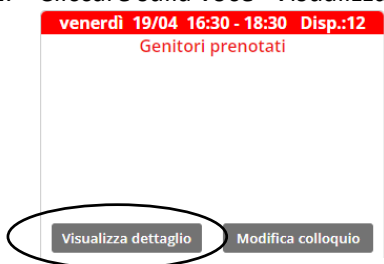 venerdì 19/04 16:30 - 18:30 Disp.:12
Genitori prenotati
Visualizza dettaglio
Modifica colloquio